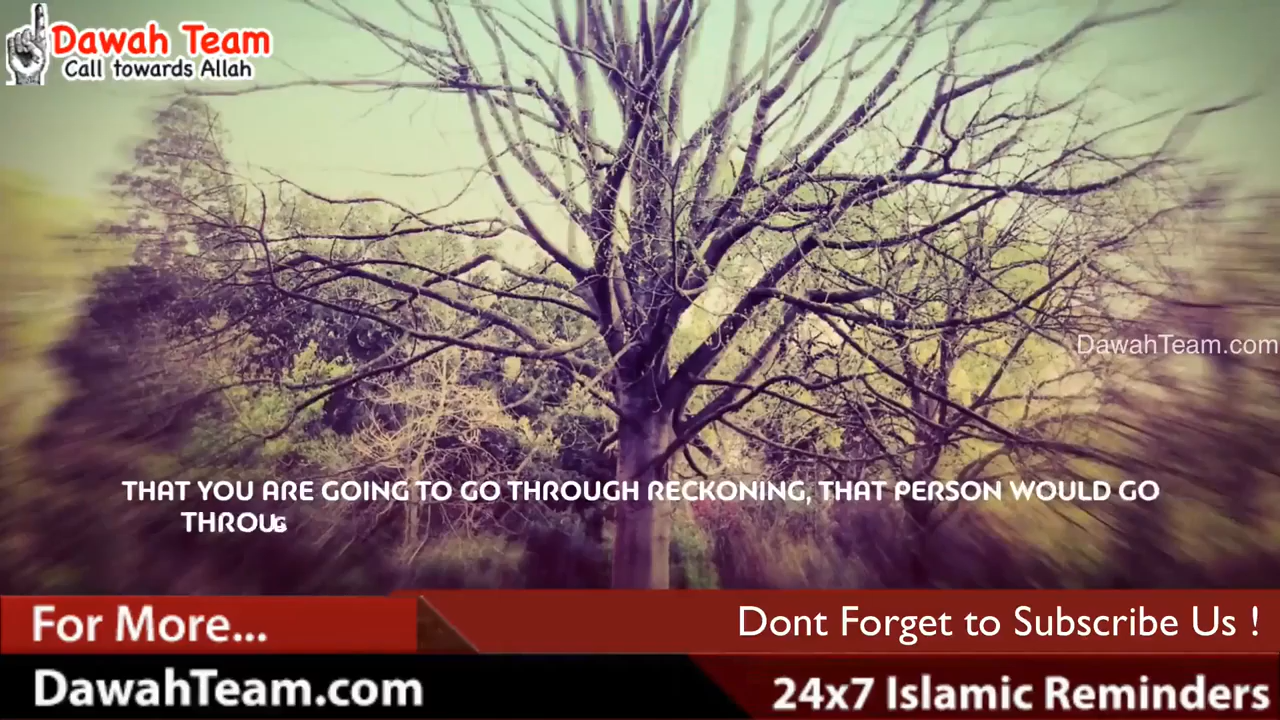 Dawah Team
Call towards Allah
DawahTeam.com
THAT YOU ARE GOING TO GO THROUGH RECKONING, THAT PERSON WOULD GO
THROUG
For More...
Dont Forget to Subscribe Us !
DawahTeam.com
24x7 Islamic Reminders